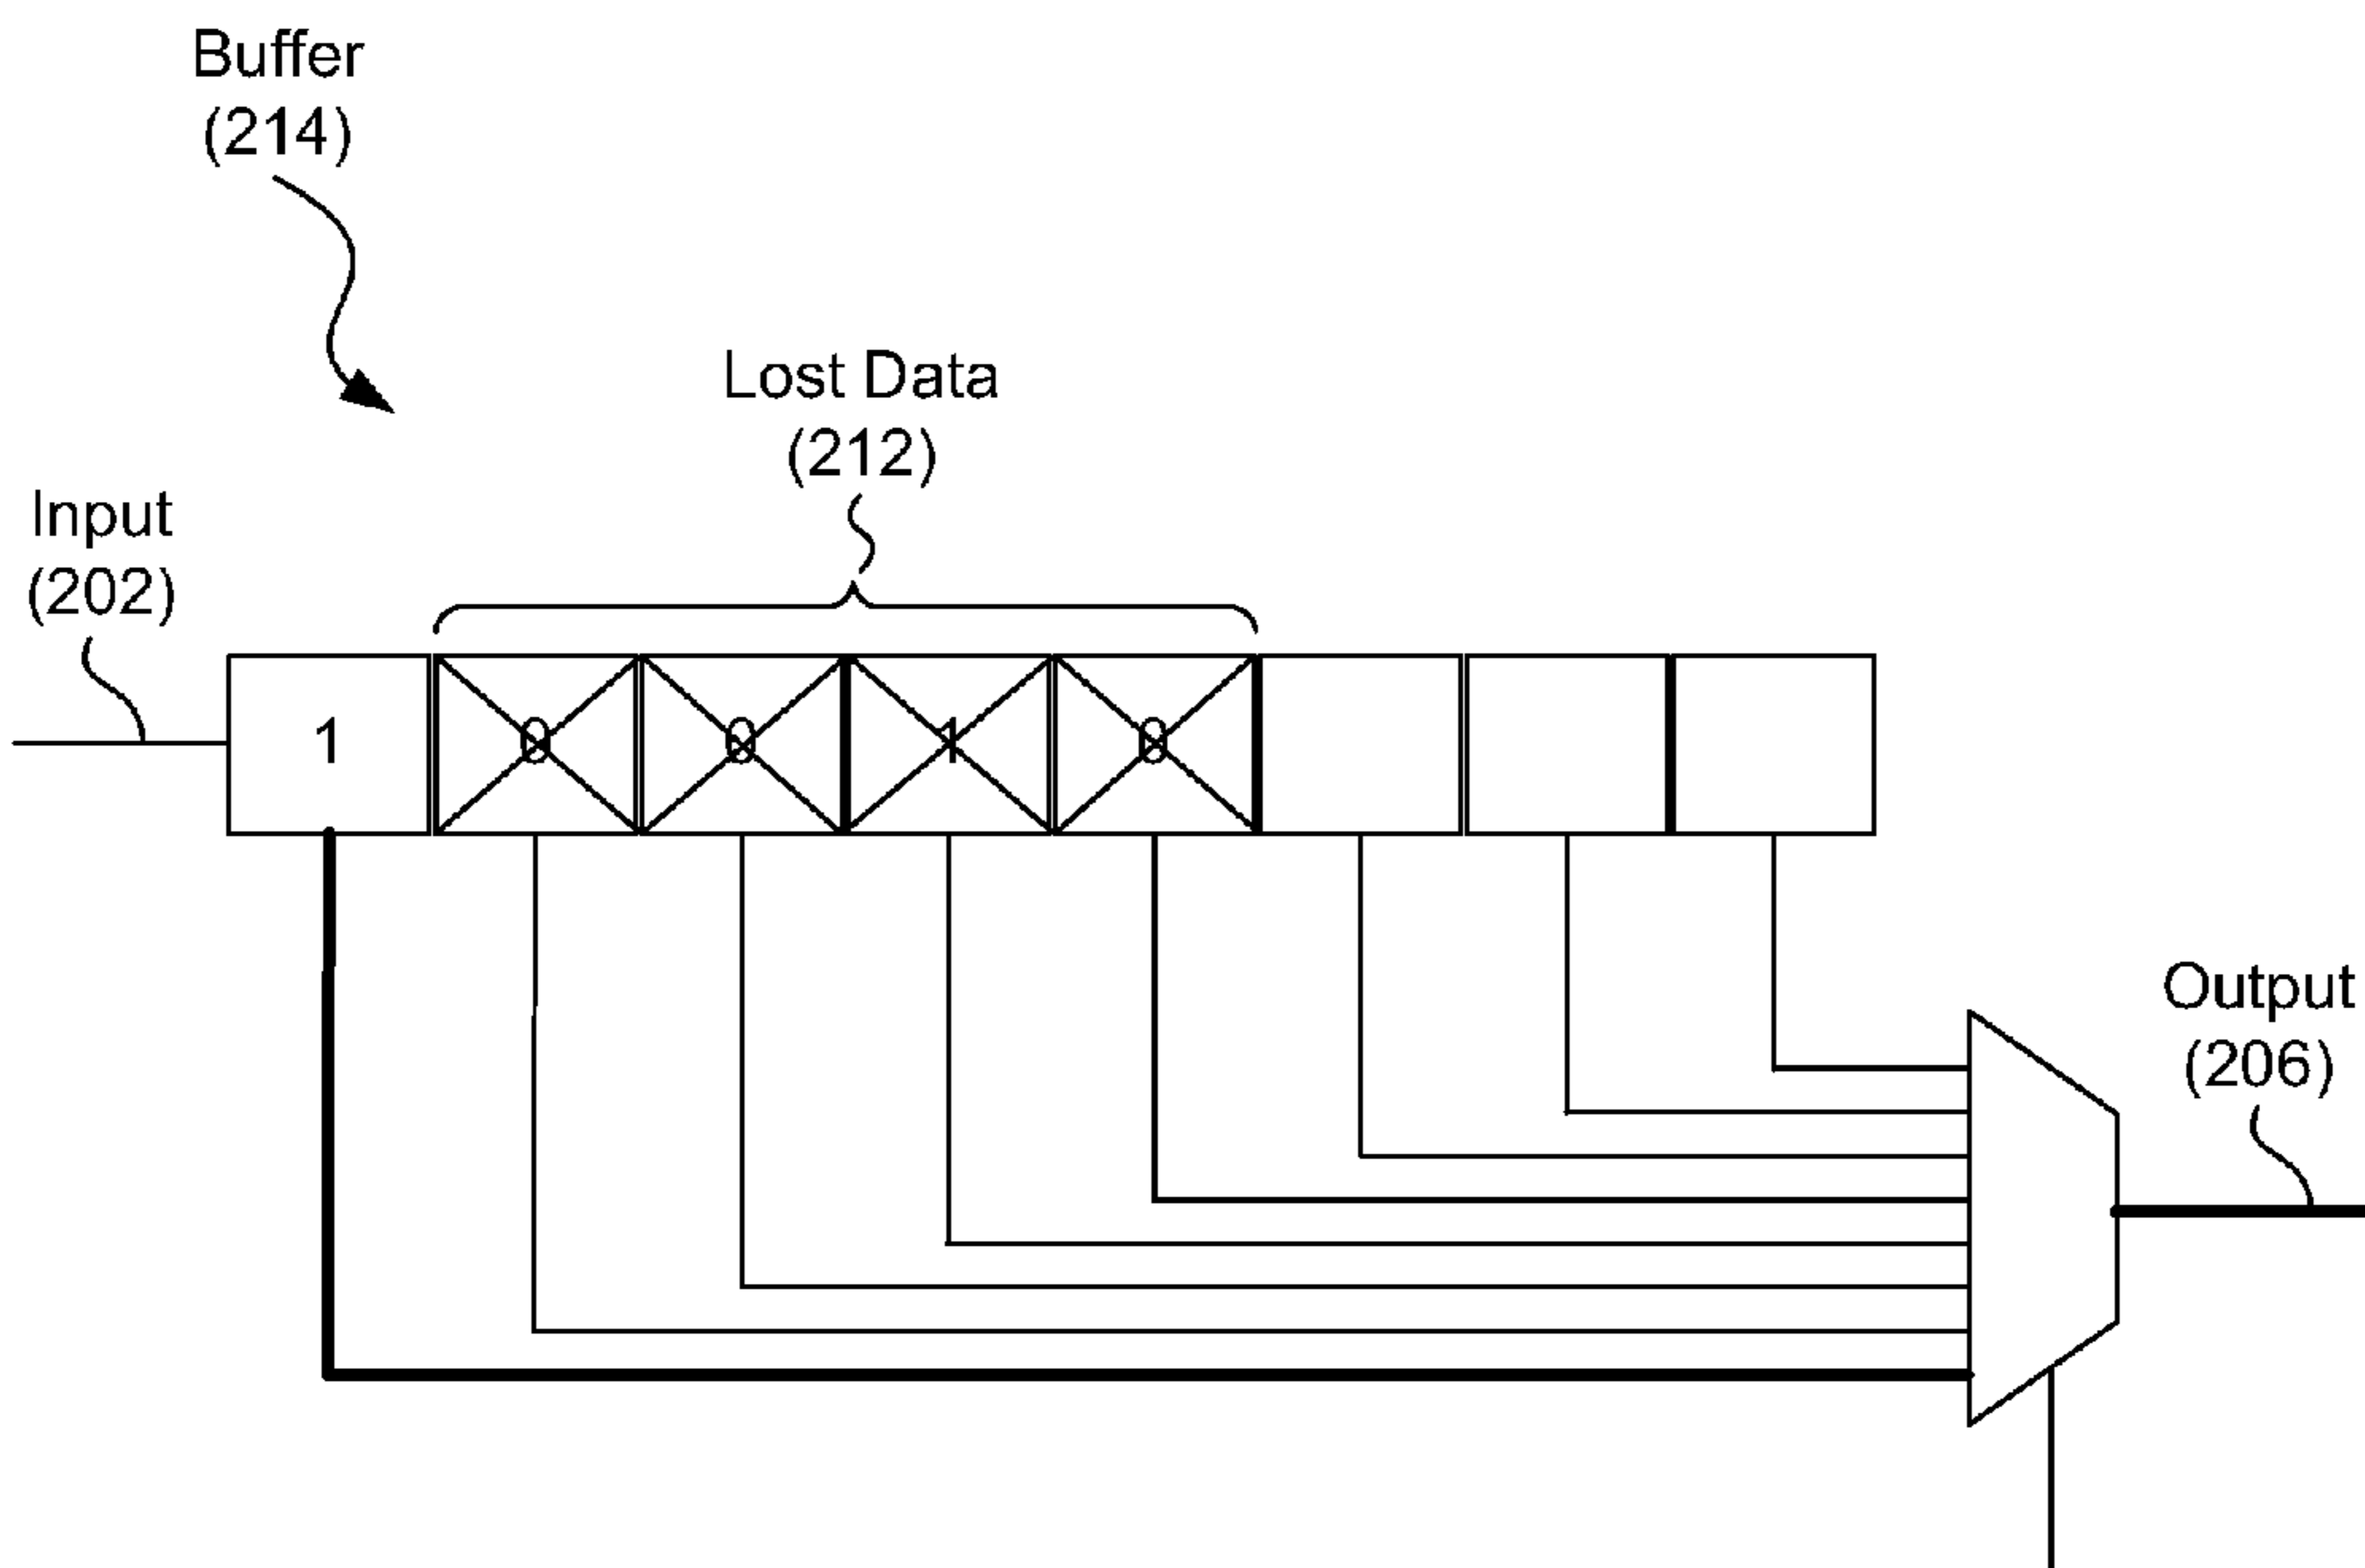 Buffer
(214)
Lost Data
(212)
Input
(202)
1 0 0 1 0
Output
(206)